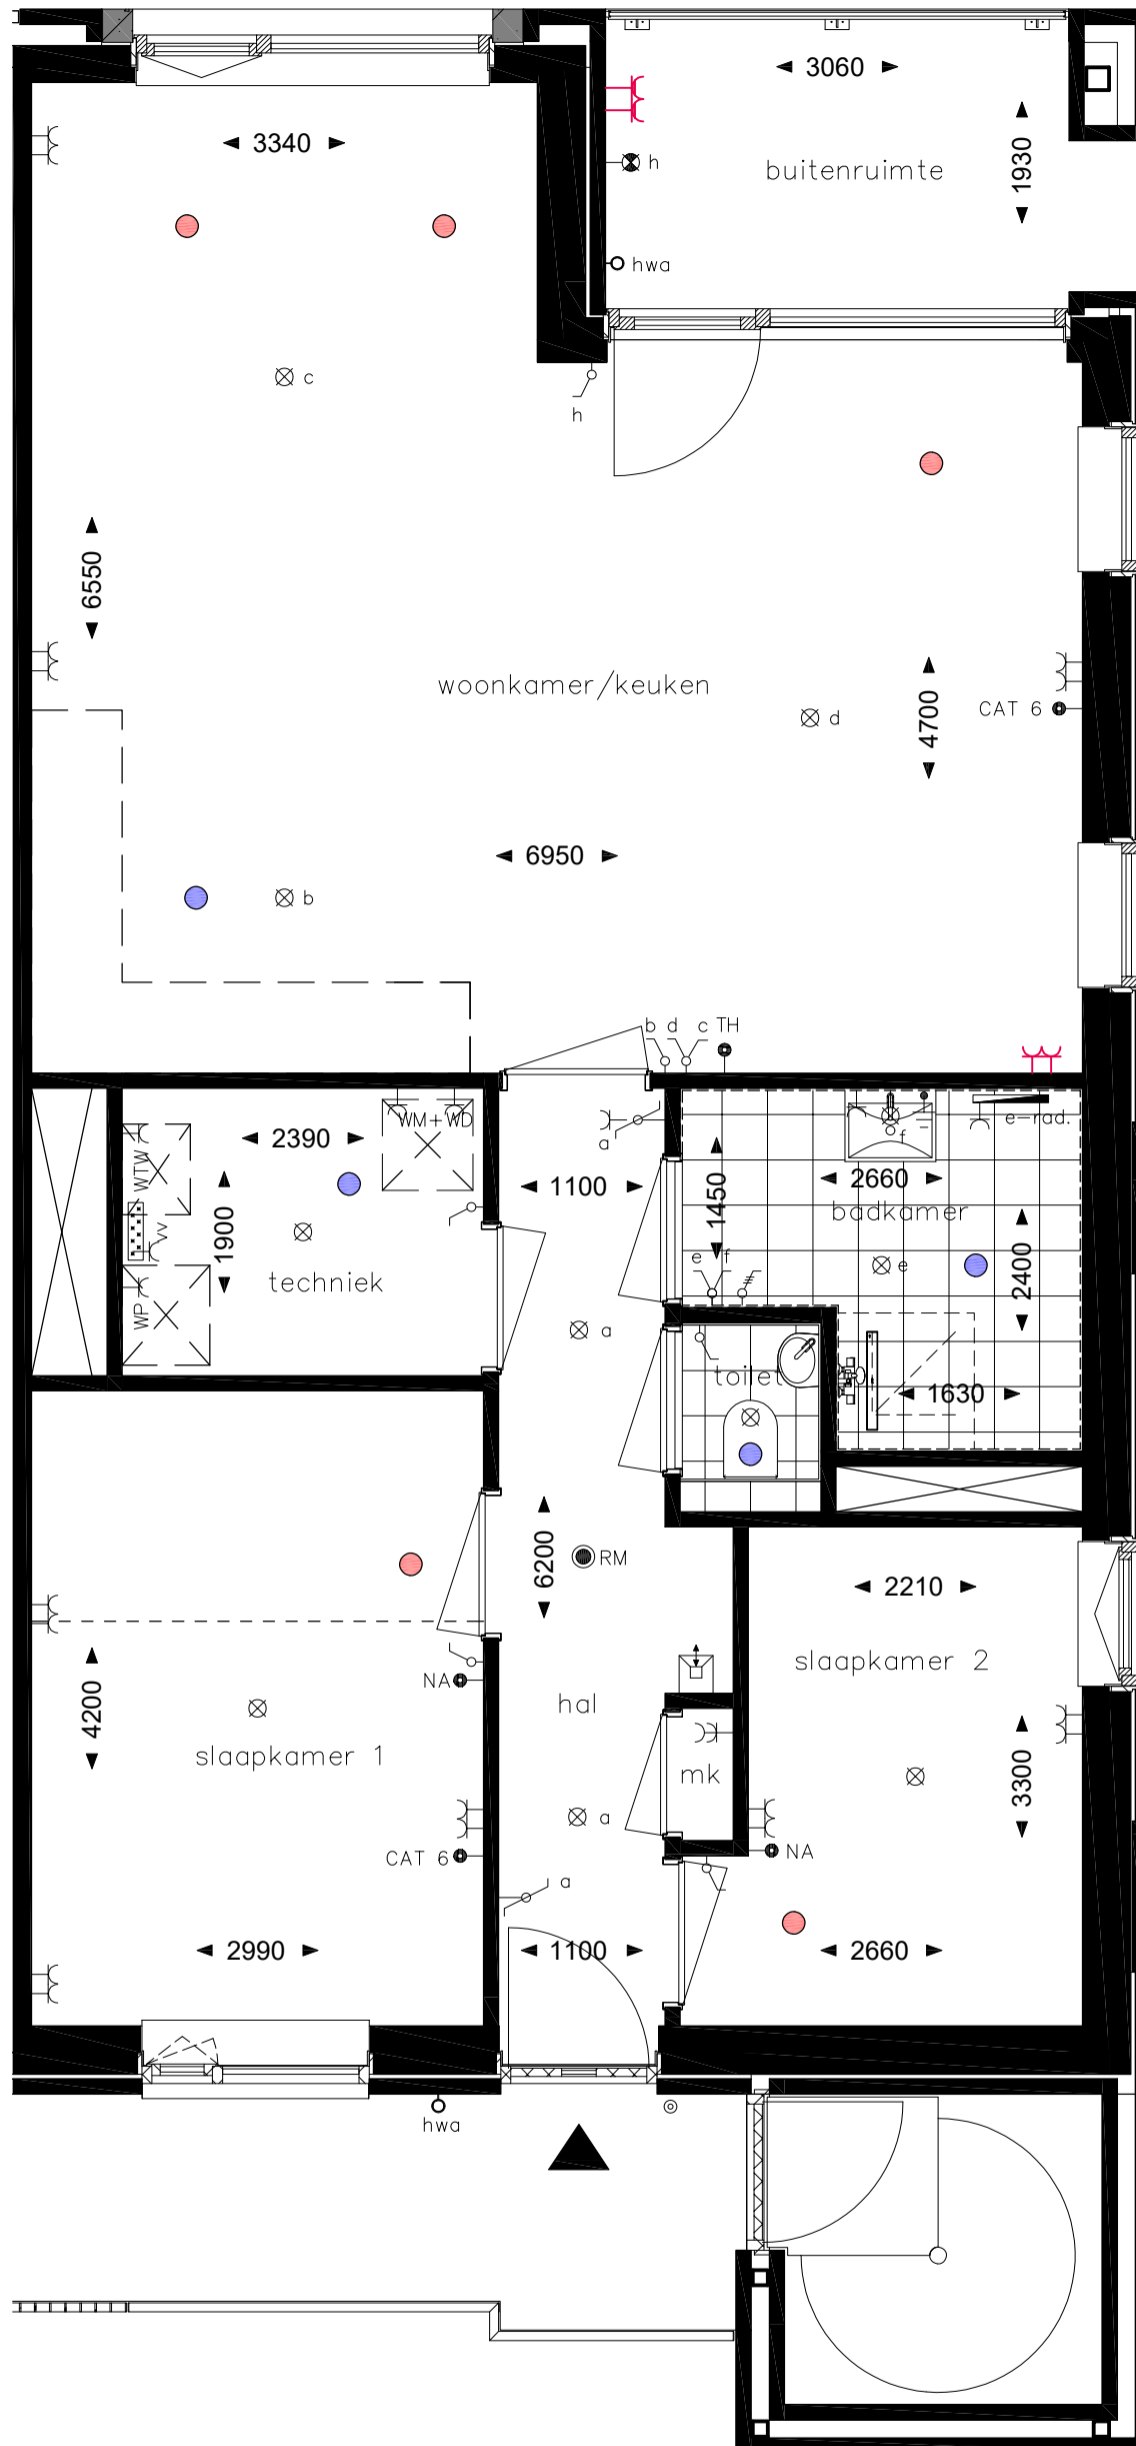 3060
3340
1930
h
buitenruimte
hwa
c
h
6550
woonkamer/keuken
4700
d
CAT 6
6950
b
b d c TH
WM+WD
a
f
e-rad.
2390
WTW
1100
1450
2660
badkamer
VV
1900
techniek
e f
e
2400
WP
a
toilet
1630
6200
RM
2210
slaapkamer 2
NA
4200
hal
slaapkamer 1
mk
3300
a
CAT 6
NA
a
2990
1100
2660
hwa